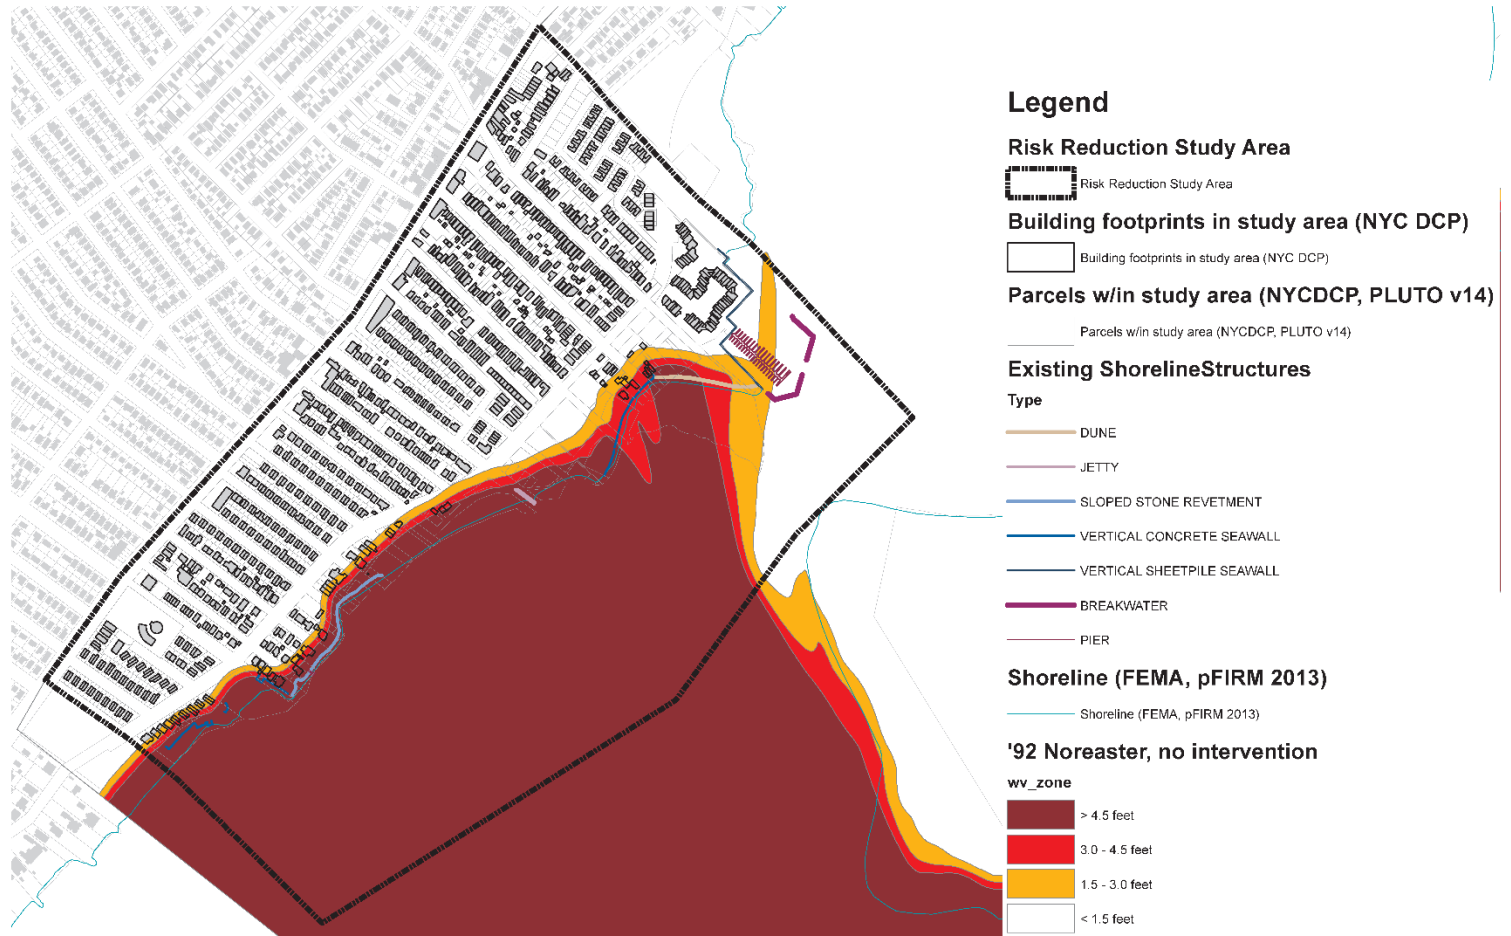 Legend
Risk Reduction Study Area
Risk Reduction Study Area
Building footprints in study area (NYC DCP)
Building footprints in study area (NYC DCP)
Parcels w/in study area (NYCDCP, PLUTO v14)
Parcels w/in study area (NYCDCP, PLUTO v14)
Existing ShorelineStructures
Type
DUNE
JETTY
SLOPED STONE REVETMENT
VERTICAL CONCRETE SEAWALL
VERTICAL SHEETPILE SEAWALL
BREAKWATER
PIER
Shoreline (FEMA, pFIRM 2013)
Shoreline (FEMA, pFIRM 2013)
'92 Noreaster, no intervention
wv_zone
> 4.5 feet
3.0 - 4.5 feet
1.5 - 3.0 feet
< 1.5 feet